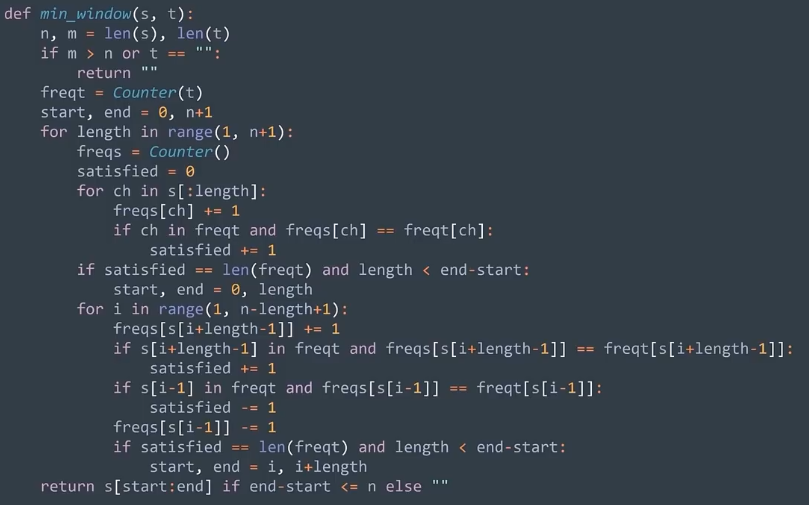 def min_window(s, t):
    n, m = len(s), len(t)
    if m > n or t == "":
        return ""
    freqt = Counter(t)
    start, end = 0, n+1
    for length in range(1, n+1):
        freqs = Counter()
        satisfied = 0
        for ch in s[:length]:
            freqs[ch] += 1
            if ch in freqt and freqs[ch] == freqt[ch]:
                satisfied += 1
        if satisfied == len(freqt) and length < end-start:
            start, end = 0, length
        for i in range(1, n-length+1):
            freqs[s[i+length-1]] += 1
            if s[i+length-1] in freqt and freqs[s[i+length-1]] == freqt[s[i+length-1]]:
                satisfied += 1
            if s[i-1] in freqt and freqs[s[i-1]] == freqt[s[i-1]]:
                satisfied -= 1
            freqs[s[i-1]] -= 1
            if satisfied == len(freqt) and length < end-start:
                start, end = i, i+length
    return s[start:end] if end-start <= n else ""